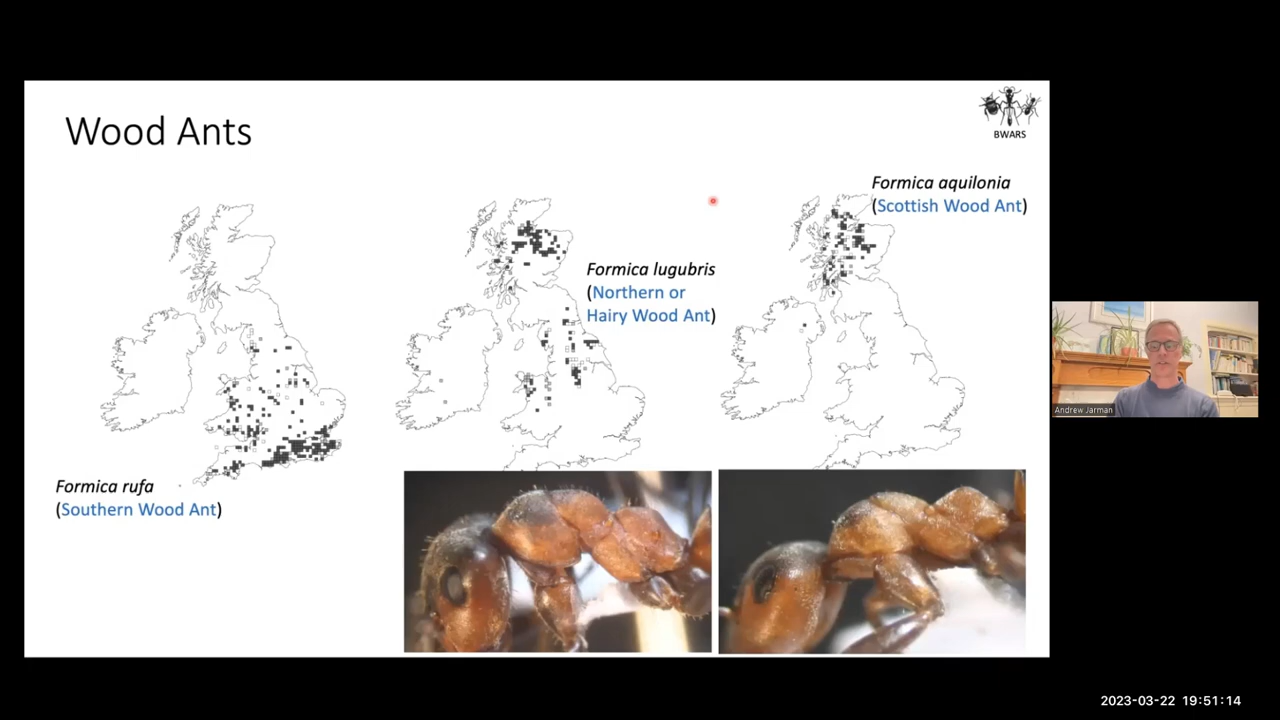 Wood Ants
BWARS
Formica aquilonia
(Scottish Wood Ant)
Formica lugubris
(Northern or
Hairy Wood Ant)
Formica rufa
(Southern Wood Ant)
Andrew Jarman
2023-03-22 19:51:14